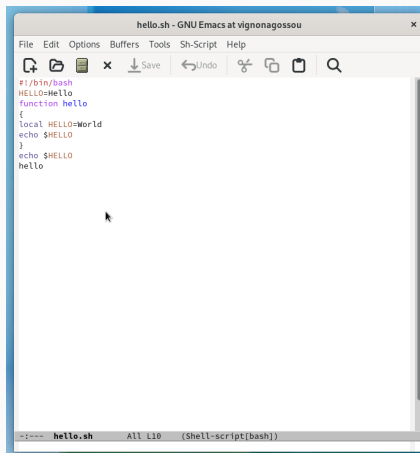 hello.sh - GNU Emacs at vignonagossou ×
File Edit Options Buffers Tools Sh-Script Help
Save Undo
#!/bin/bash
HELLO=Hello
function hello
{
local HELLO=World
echo $HELLO
}
echo $HELLO
hello
-:--- hello.sh All L10 (Shell-script[bash])